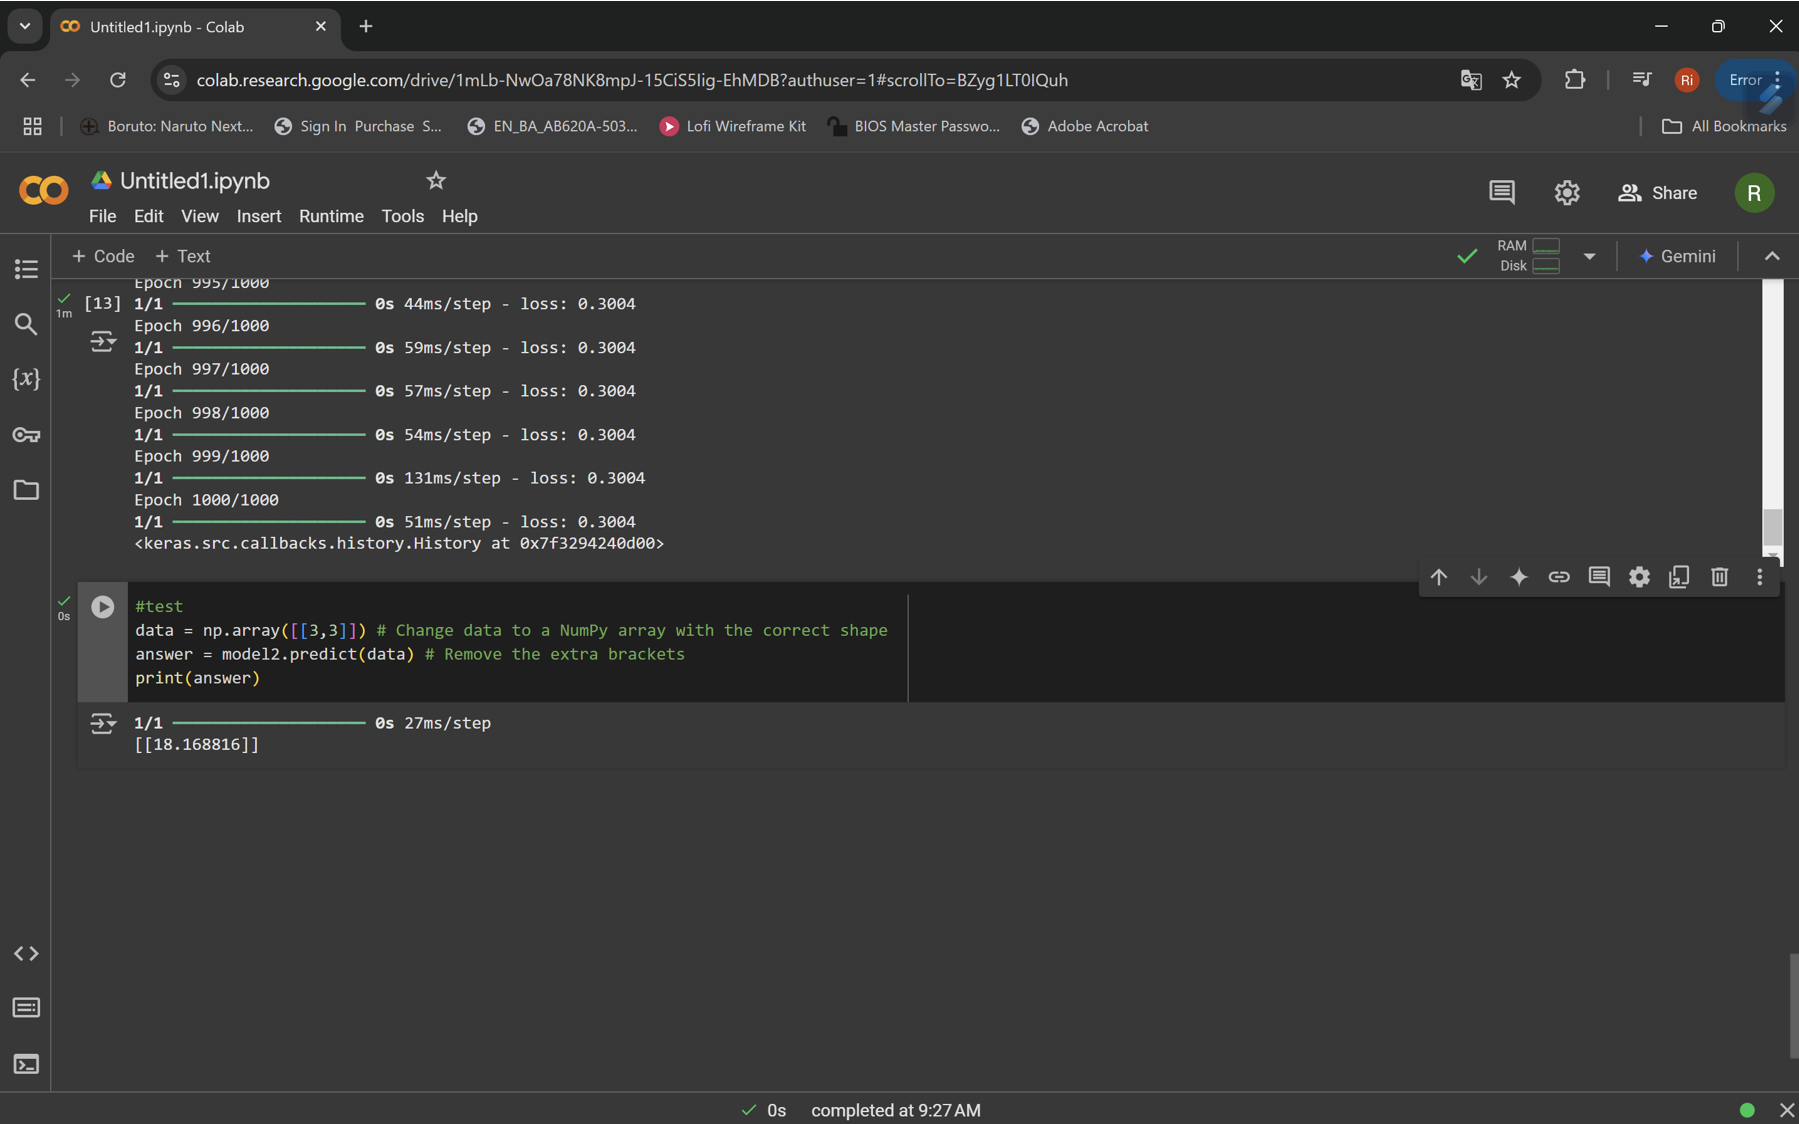 Untitled1.ipynb - Colab
colab.research.google.com/drive/1mLb-NwOa78NK8mpJ-15CiS5Iig-EhMDB?authuser=1#scrollTo=BZyg1LT0IQuh
Ri
Error
Boruto: Naruto Next...
Sign In Purchase S...
EN_BA_AB620A-503...
Lofi Wireframe Kit
BIOS Master Passwo...
Adobe Acrobat
All Bookmarks
Untitled1.ipynb
Share
R
File Edit View Insert Runtime Tools Help
+ Code + Text
RAM
Disk
Gemini
Epoch 995/1000
1m
[13] 1/1 0s 44ms/step - loss: 0.3004
Epoch 996/1000
1/1 0s 59ms/step - loss: 0.3004
Epoch 997/1000
1/1 0s 57ms/step - loss: 0.3004
Epoch 998/1000
1/1 0s 54ms/step - loss: 0.3004
Epoch 999/1000
1/1 0s 131ms/step - loss: 0.3004
Epoch 1000/1000
1/1 0s 51ms/step - loss: 0.3004
<keras.src.callbacks.history.History at 0x7f3294240d00>
0s
#test
data = np.array([[3,3]]) # Change data to a NumPy array with the correct shape
answer = model2.predict(data) # Remove the extra brackets
print(answer)
1/1 0s 27ms/step
[[18.168816]]
0s completed at 9:27 AM